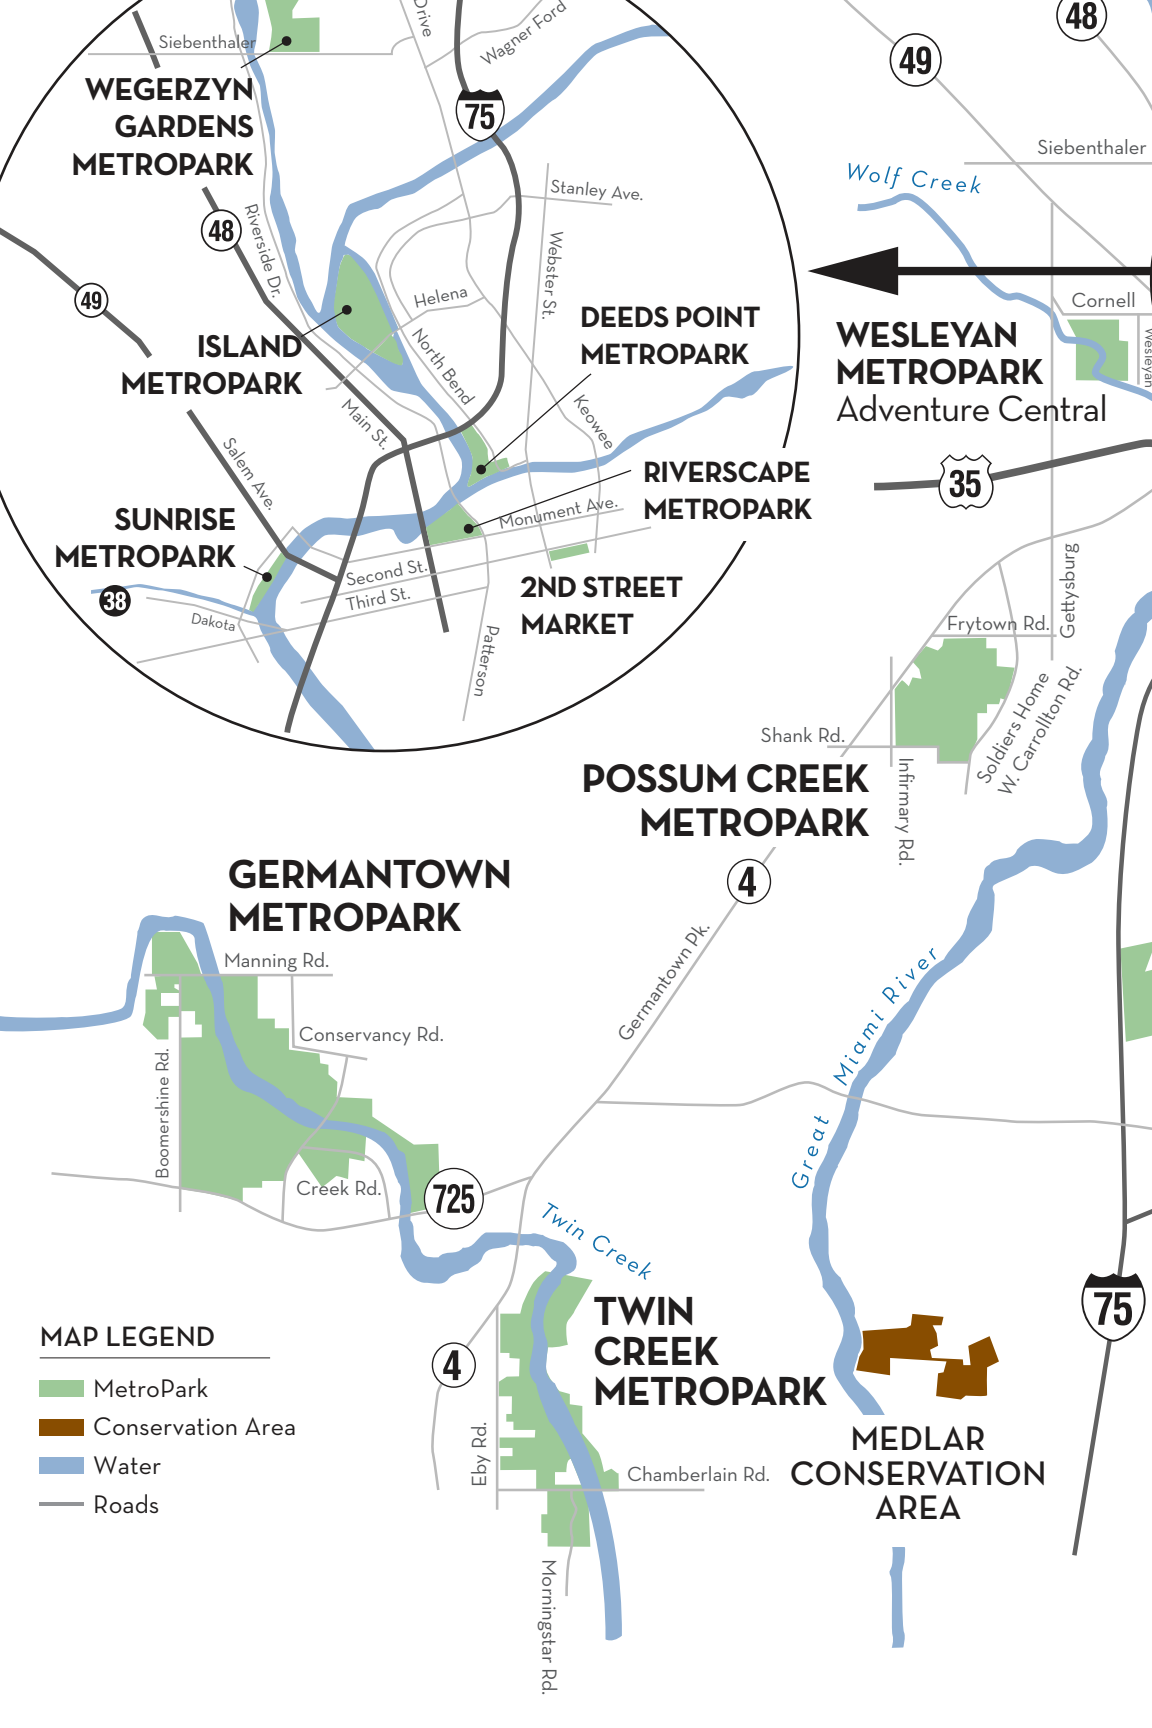 Drive
Wagner Ford
Siebenthaler
WEGERZYN
GARDENS
METROPARK
75
48
49
Riverside Dr.
Stanley Ave.
Webster St.
Helena
North Bend
ISLAND
METROPARK
DEEDS POINT
METROPARK
Main St.
Keowee
Salem Ave.
RIVERSCAPE
METROPARK
Monument Ave.
SUNRISE
METROPARK
Second St.
Third St.
2ND STREET
MARKET
38
Dakota
Patterson
48
49
Siebenthaler
Wolf Creek
Cornell
Wesleyan
WESLEYAN
METROPARK
Adventure Central
35
Gettysburg
Frytown Rd.
Soldiers Home
W. Carrollton Rd.
Shank Rd.
Infirmary Rd.
POSSUM CREEK
METROPARK
4
Germantown Pk.
GERMANTOWN
METROPARK
Manning Rd.
Conservancy Rd.
Boomershine Rd.
Creek Rd.
725
Great Miami River
Twin Creek
TWIN
CREEK
METROPARK
4
Eby Rd.
Chamberlain Rd.
Morningstar Rd.
75
MEDLAR
CONSERVATION
AREA
MAP LEGEND
MetroPark
Conservation Area
Water
Roads